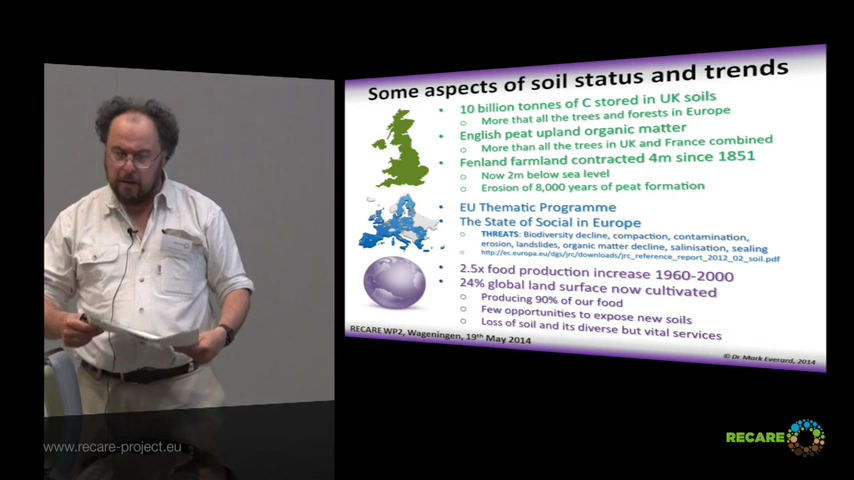 Some aspects of soil status and trends
• 10 billion tonnes of C stored in UK soils
o More that all the trees and forests in Europe
• English peat upland organic matter
o More than all the trees in UK and France combined
• Fenland farmland contracted 4m since 1851
o Now 2m below sea level
o Erosion of 8,000 years of peat formation
• EU Thematic Programme
• The State of Social in Europe
o THREATS: Biodiversity decline, compaction, contamination,
erosion, landslides, organic matter decline, salinisation, sealing
o http://ec.europa.eu/dgs/jrc/downloads/jrc_reference_report_2012_02_soil.pdf
• 2.5x food production increase 1960-2000
• 24% global land surface now cultivated
o Producing 90% of our food
o Few opportunities to expose new soils
o Loss of soil and its diverse but vital services
RECARE WP2, Wageningen, 19th May 2014
© Dr Mark Everard, 2014
www.recare-project.eu
RECARE